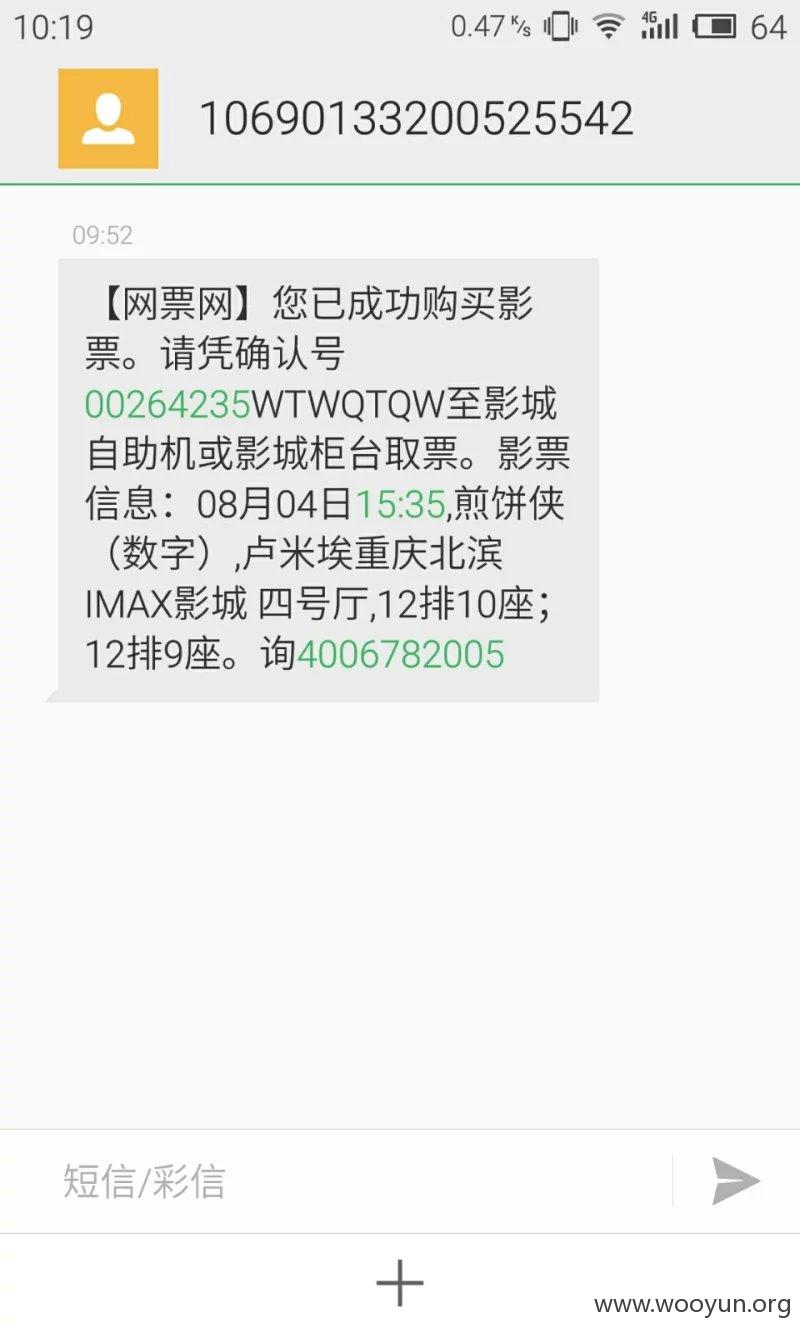 10:19 0.47 K/s 4G 64
10690133200525542
09:52
【网票网】您已成功购买影
票。请凭确认号
00264235WTWQTQW至影城
自助机或影城柜台取票。影票
信息：08月04日15:35,煎饼侠
（数字）,卢米埃重庆北滨
IMAX影城 四号厅,12排10座；
12排9座。询4006782005
短信/彩信
www.wooyun.org